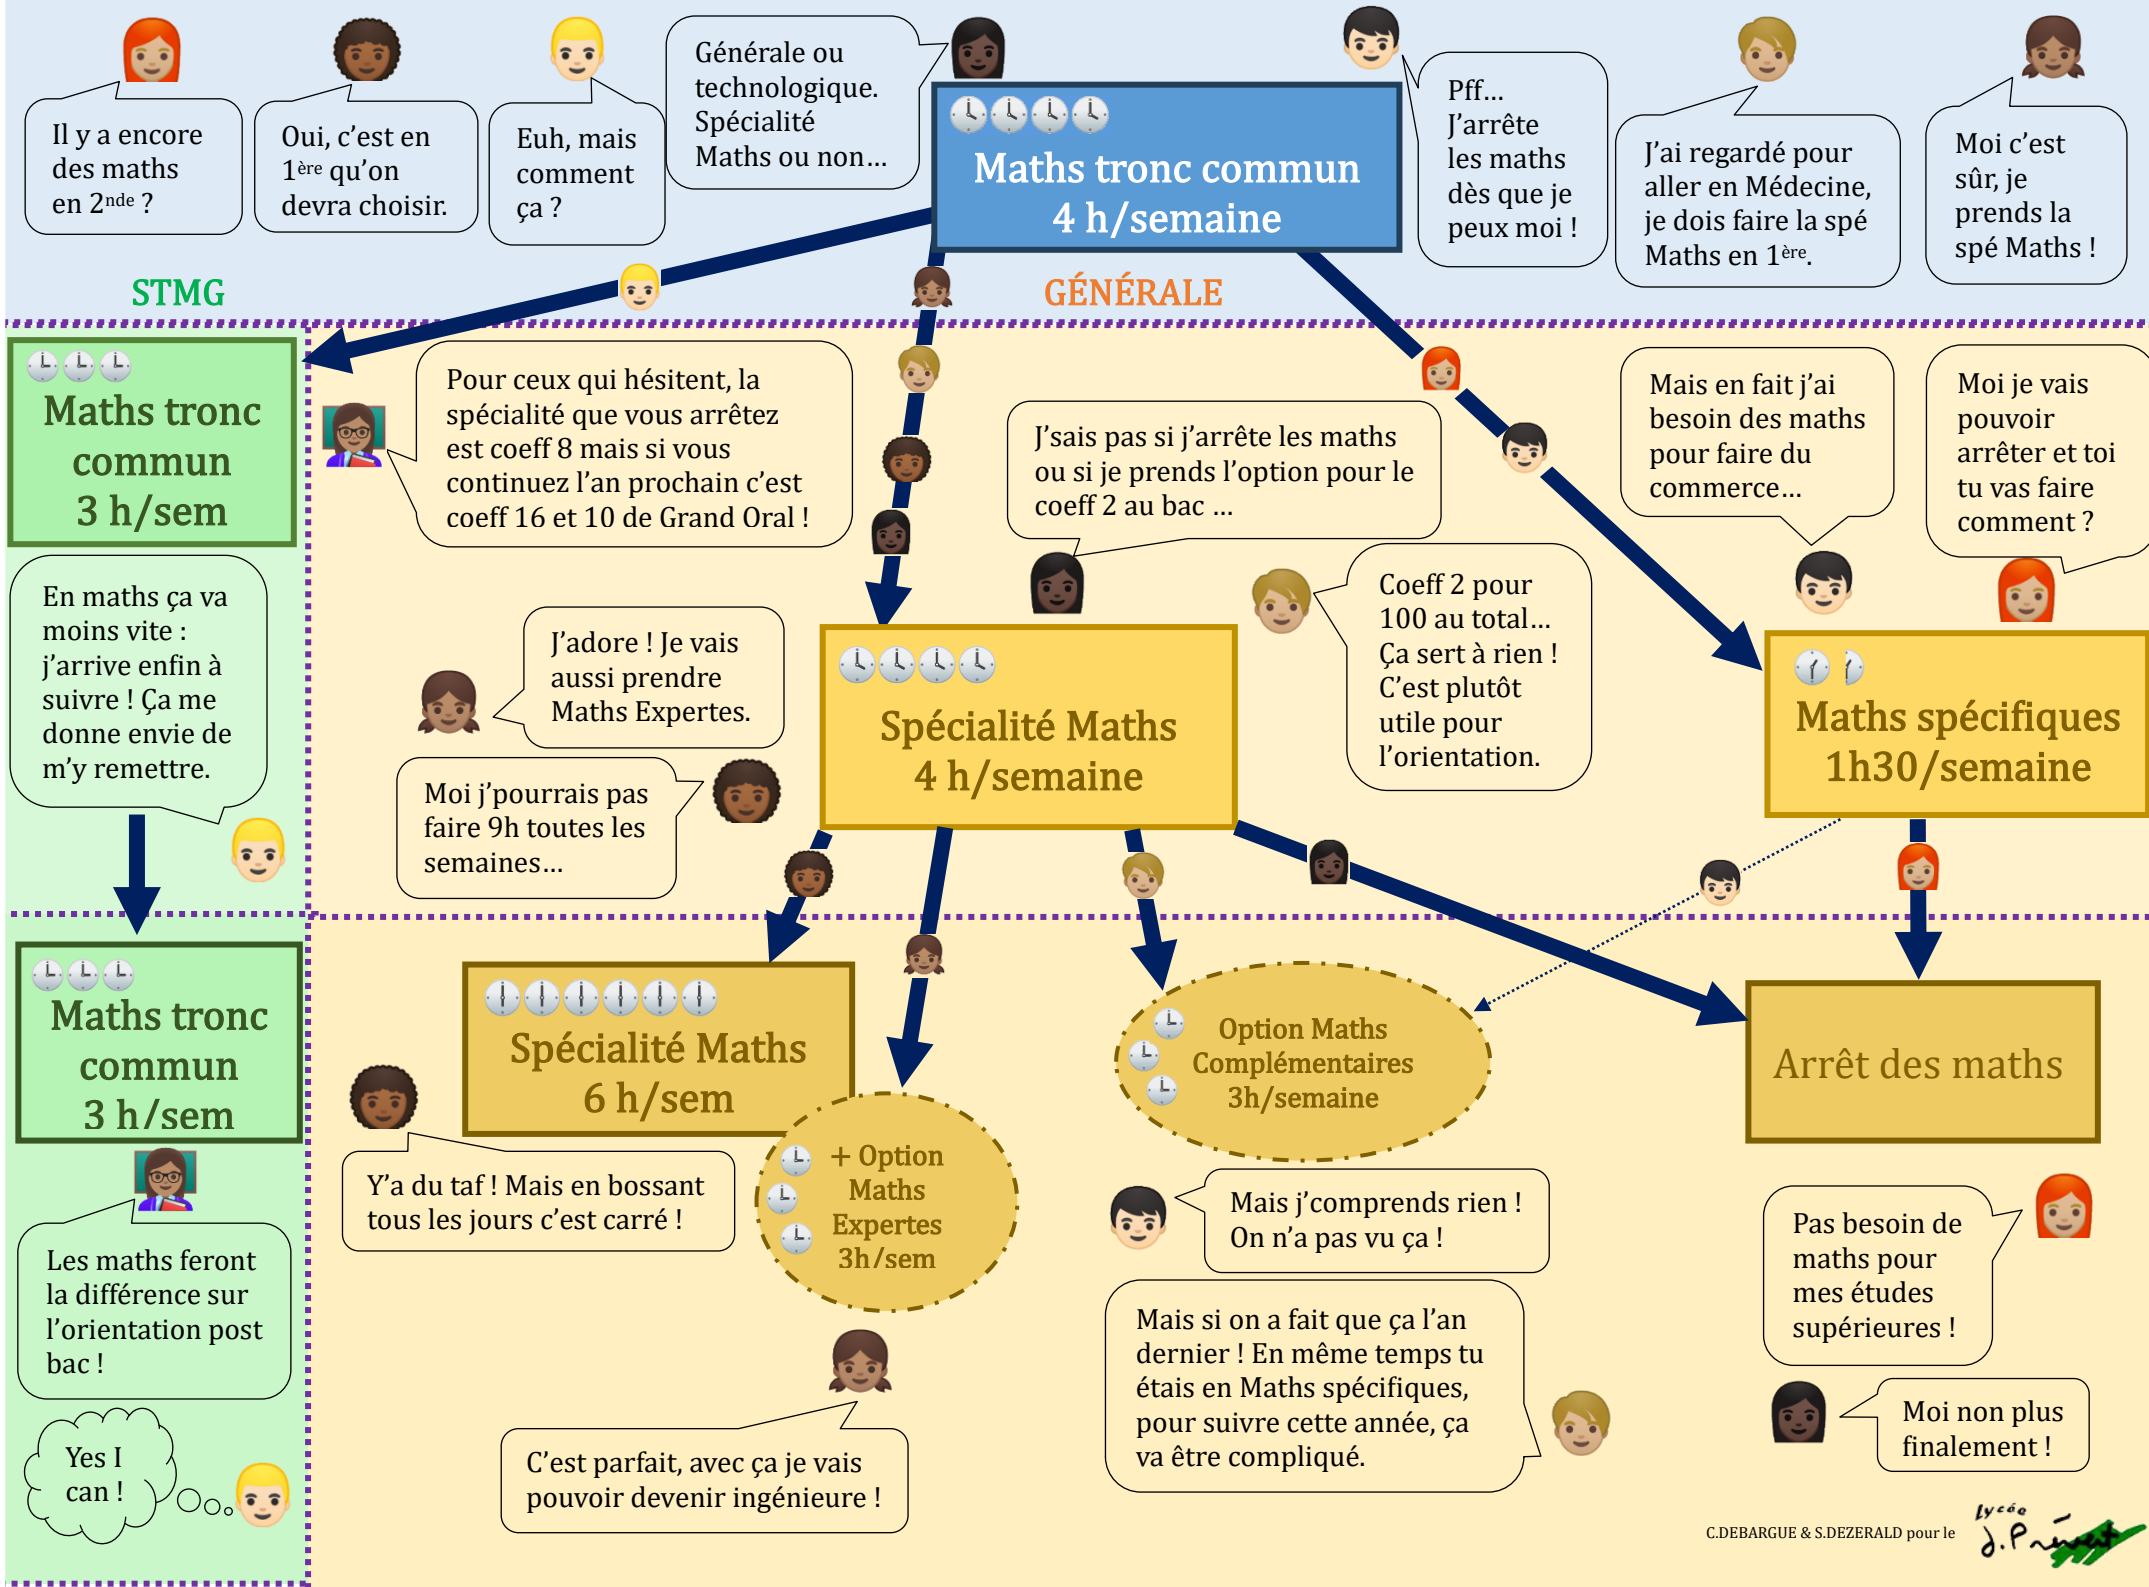 Il y a encore
des maths
en 2nde ?
Oui, c'est en
1ère qu'on
devra choisir.
Euh, mais
comment
ça ?
Générale ou
technologique.
Spécialité
Maths ou non…
Maths tronc commun
4 h/semaine
Pff…
J'arrête
les maths
dès que je
peux moi !
J'ai regardé pour
aller en Médecine,
je dois faire la spé
Maths en 1ère.
Moi c'est
sûr, je
prends la
spé Maths !
STMG
GÉNÉRALE
Maths tronc
commun
3 h/sem
Pour ceux qui hésitent, la
spécialité que vous arrêtez
est coeff 8 mais si vous
continuez l'an prochain c'est
coeff 16 et 10 de Grand Oral !
J'sais pas si j'arrête les maths
ou si je prends l'option pour le
coeff 2 au bac …
Mais en fait j'ai
besoin des maths
pour faire du
commerce…
Moi je vais
pouvoir
arrêter et toi
tu vas faire
comment ?
En maths ça va
moins vite :
j'arrive enfin à
suivre ! Ça me
donne envie de
m'y remettre.
J'adore ! Je vais
aussi prendre
Maths Expertes.
Moi j'pourrais pas
faire 9h toutes les
semaines…
Spécialité Maths
4 h/semaine
Coeff 2 pour
100 au total…
Ça sert à rien !
C'est plutôt
utile pour
l'orientation.
Maths spécifiques
1h30/semaine
Maths tronc
commun
3 h/sem
Spécialité Maths
6 h/sem
+ Option
Maths
Expertes
3h/sem
Option Maths
Complémentaires
3h/semaine
Arrêt des maths
Y'a du taf ! Mais en bossant
tous les jours c'est carré !
Mais j'comprends rien !
On n'a pas vu ça !
Pas besoin de
maths pour
mes études
supérieures !
Les maths feront
la différence sur
l'orientation post
bac !
Mais si on a fait que ça l'an
dernier ! En même temps tu
étais en Maths spécifiques,
pour suivre cette année, ça
va être compliqué.
Moi non plus
finalement !
Yes I
can !
C'est parfait, avec ça je vais
pouvoir devenir ingénieure !
C.DEBARGUE & S.DEZERALD pour le
lycée
J. Prévert